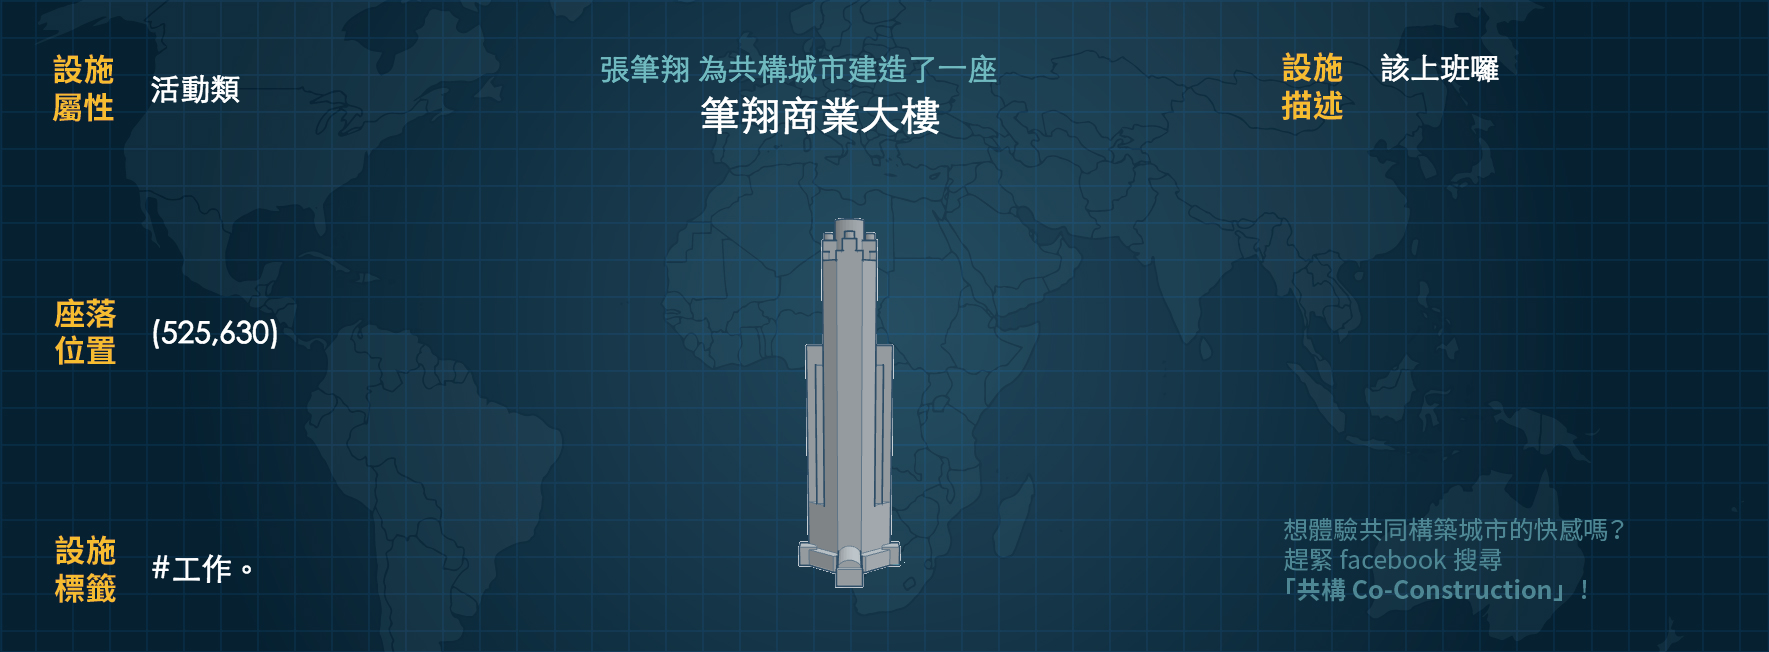 設施
屬性
活動類
張筆翔 為共構城市建造了一座
筆翔商業大樓
設施
描述
該上班囉
座落
位置
(525,630)
設施
標籤
#工作。
想體驗共同構築城市的快感嗎?
趕緊 facebook 搜尋
「共構 Co-Construction」!